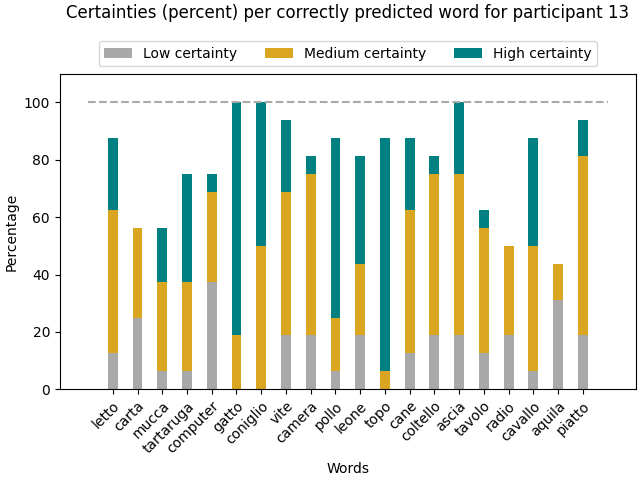 Certainties (percent) per correctly predicted word for participant 13
Low certainty Medium certainty High certainty
100
80
60
40
20
0
Percentage
letto carta mucca tartaruga computer gatto coniglio vite camera pollo leone topo cane coltello ascia tavolo radio cavallo aquila piatto
Words